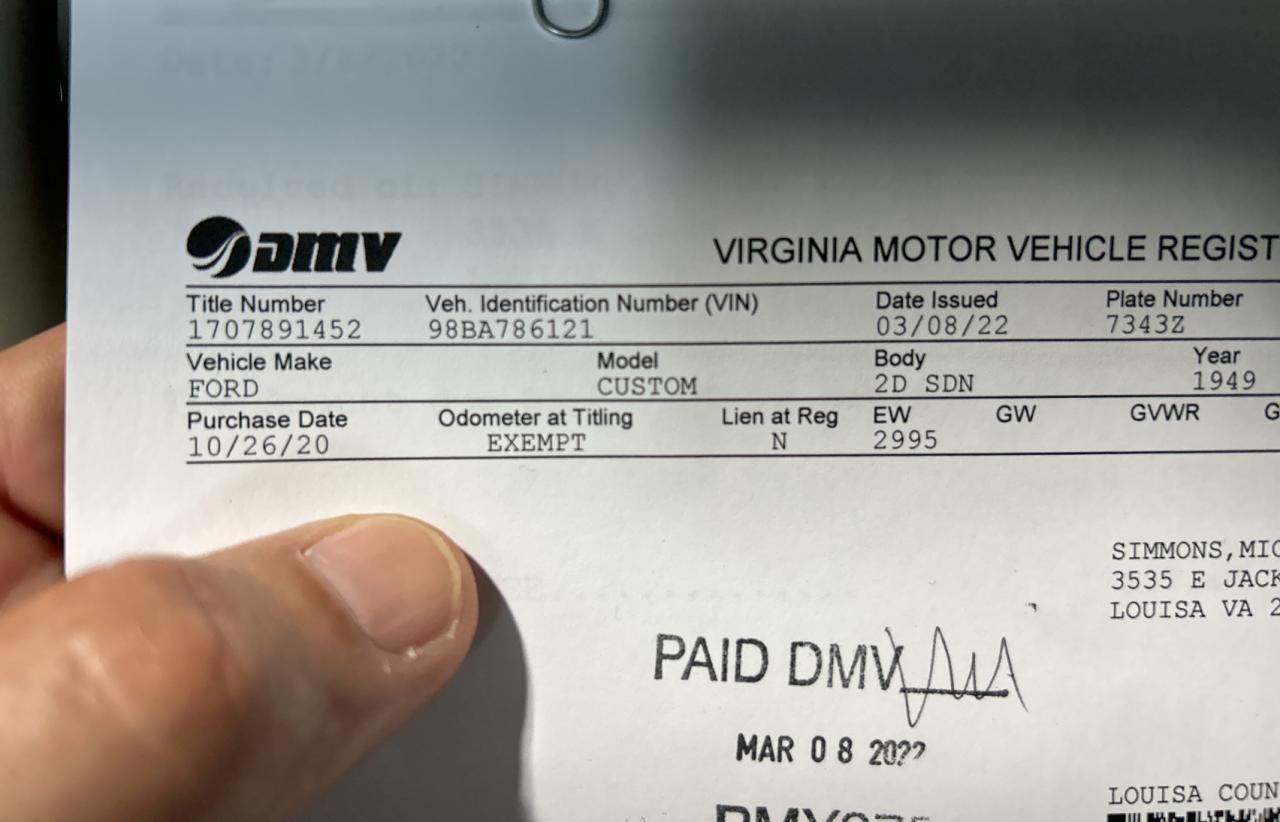 DMV
VIRGINIA MOTOR VEHICLE REGIST
Title Number Veh. Identification Number (VIN) Date Issued Plate Number
1707891452 98BA786121 03/08/22 7343Z
Vehicle Make Model Body Year
FORD CUSTOM 2D SDN 1949
Purchase Date Odometer at Titling Lien at Reg EW GW GVWR G
10/26/20 EXEMPT N 2995
SIMMONS,MIC
3535 E JACK
LOUISA VA 2
PAID DMV
MAR 08 2022
LOUISA COUN